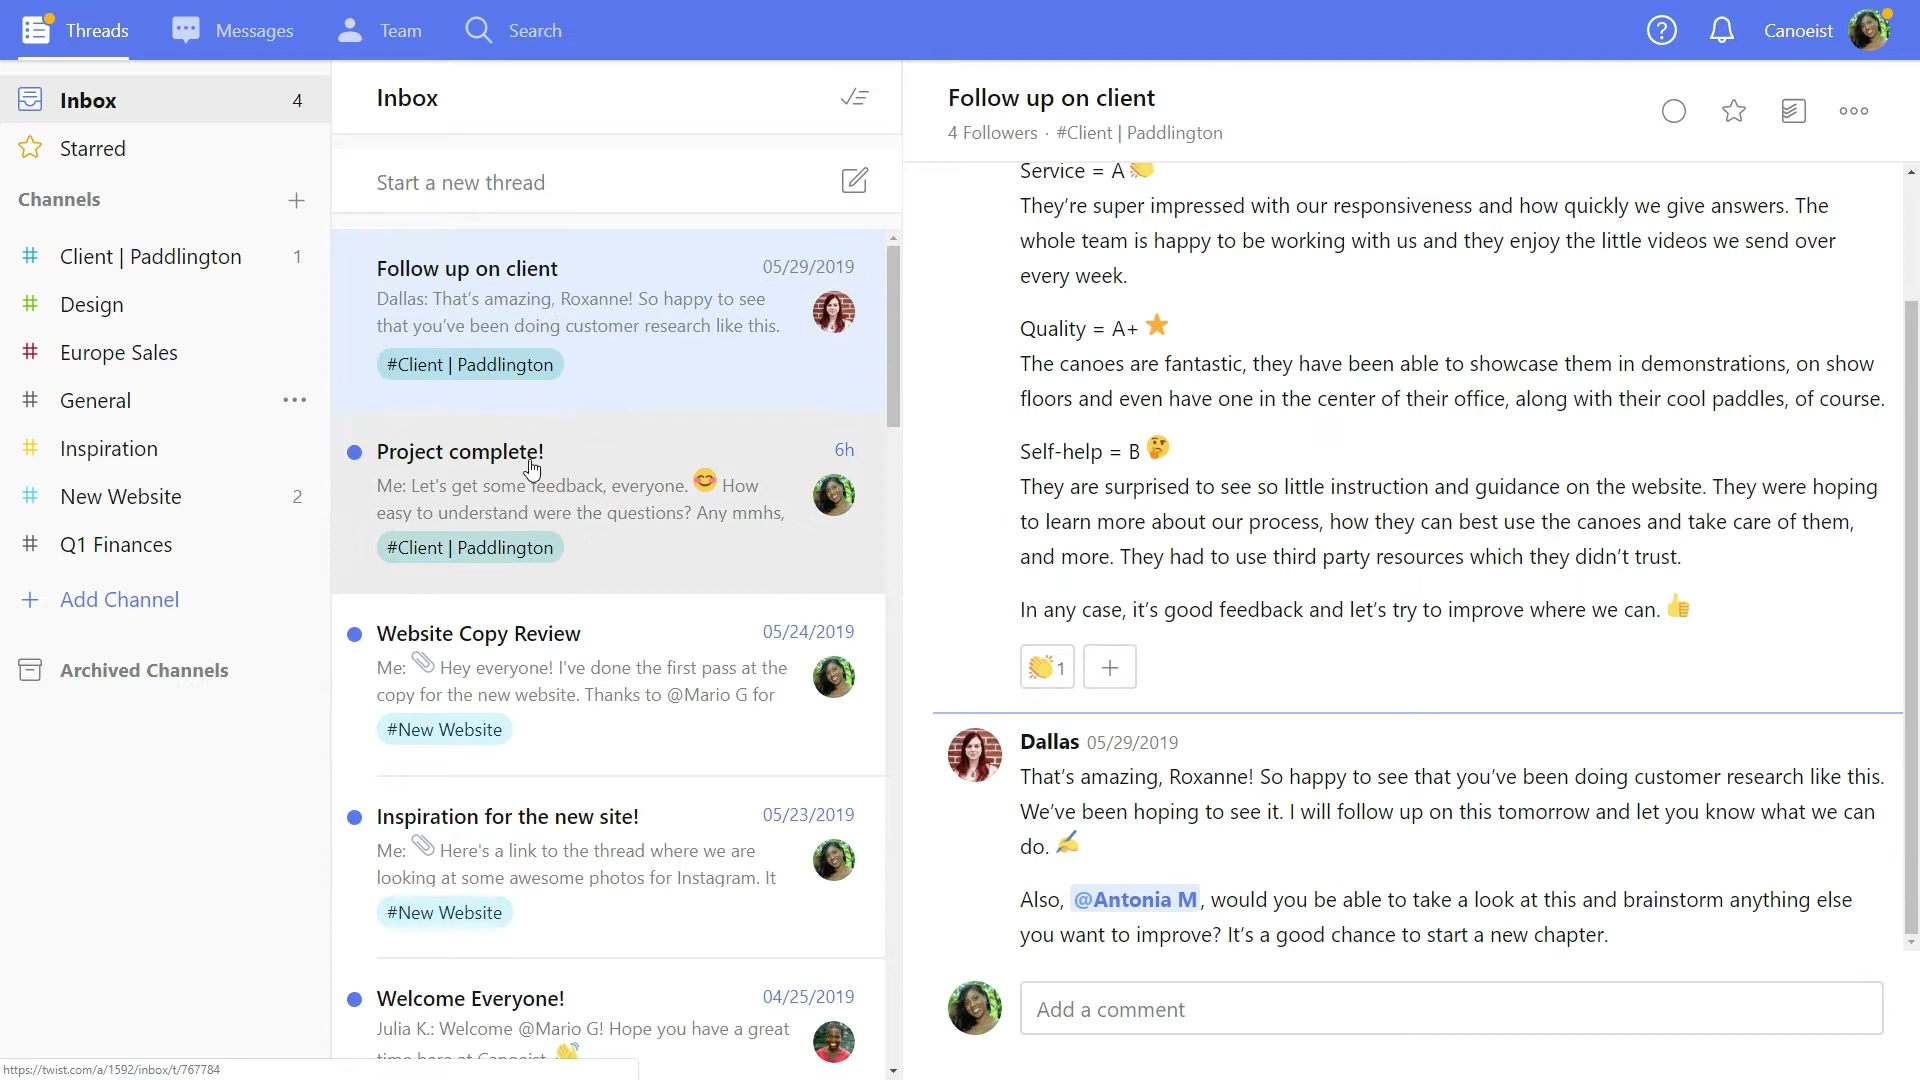 Threads
Messages
Team
Search
Canoeist
Inbox 4
Starred
Channels
Client | Paddlington 1
Design
Europe Sales
General
Inspiration
New Website 2
Q1 Finances
Add Channel
Archived Channels
https://twist.com/a/1592/inbox/t/767784
Inbox
Start a new thread
Follow up on client 05/29/2019
Dallas: That's amazing, Roxanne! So happy to see
that you've been doing customer research like this.
#Client | Paddlington
Project complete! 6h
Me: Let's get some feedback, everyone. 😊 How
easy to understand were the questions? Any mmhs,
#Client | Paddlington
Website Copy Review 05/24/2019
Me: 📎 Hey everyone! I've done the first pass at the
copy for the new website. Thanks to @Mario G for
#New Website
Inspiration for the new site! 05/23/2019
Me: 📎 Here's a link to the thread where we are
looking at some awesome photos for Instagram. It
#New Website
Welcome Everyone! 04/25/2019
Julia K.: Welcome @Mario G! Hope you have a great
time here at Canoeist. 👋
Follow up on client
4 Followers · #Client | Paddlington
Service = A 👏
They're super impressed with our responsiveness and how quickly we give answers. The
whole team is happy to be working with us and they enjoy the little videos we send over
every week.
Quality = A+ ⭐
The canoes are fantastic, they have been able to showcase them in demonstrations, on show
floors and even have one in the center of their office, along with their cool paddles, of course.
Self-help = B 🤔
They are surprised to see so little instruction and guidance on the website. They were hoping
to learn more about our process, how they can best use the canoes and take care of them,
and more. They had to use third party resources which they didn't trust.
In any case, it's good feedback and let's try to improve where we can. 👍
👏 1
Dallas 05/29/2019
That's amazing, Roxanne! So happy to see that you've been doing customer research like this.
We've been hoping to see it. I will follow up on this tomorrow and let you know what we can
do. ✍
Also, @Antonia M, would you be able to take a look at this and brainstorm anything else
you want to improve? It's a good chance to start a new chapter.
Add a comment